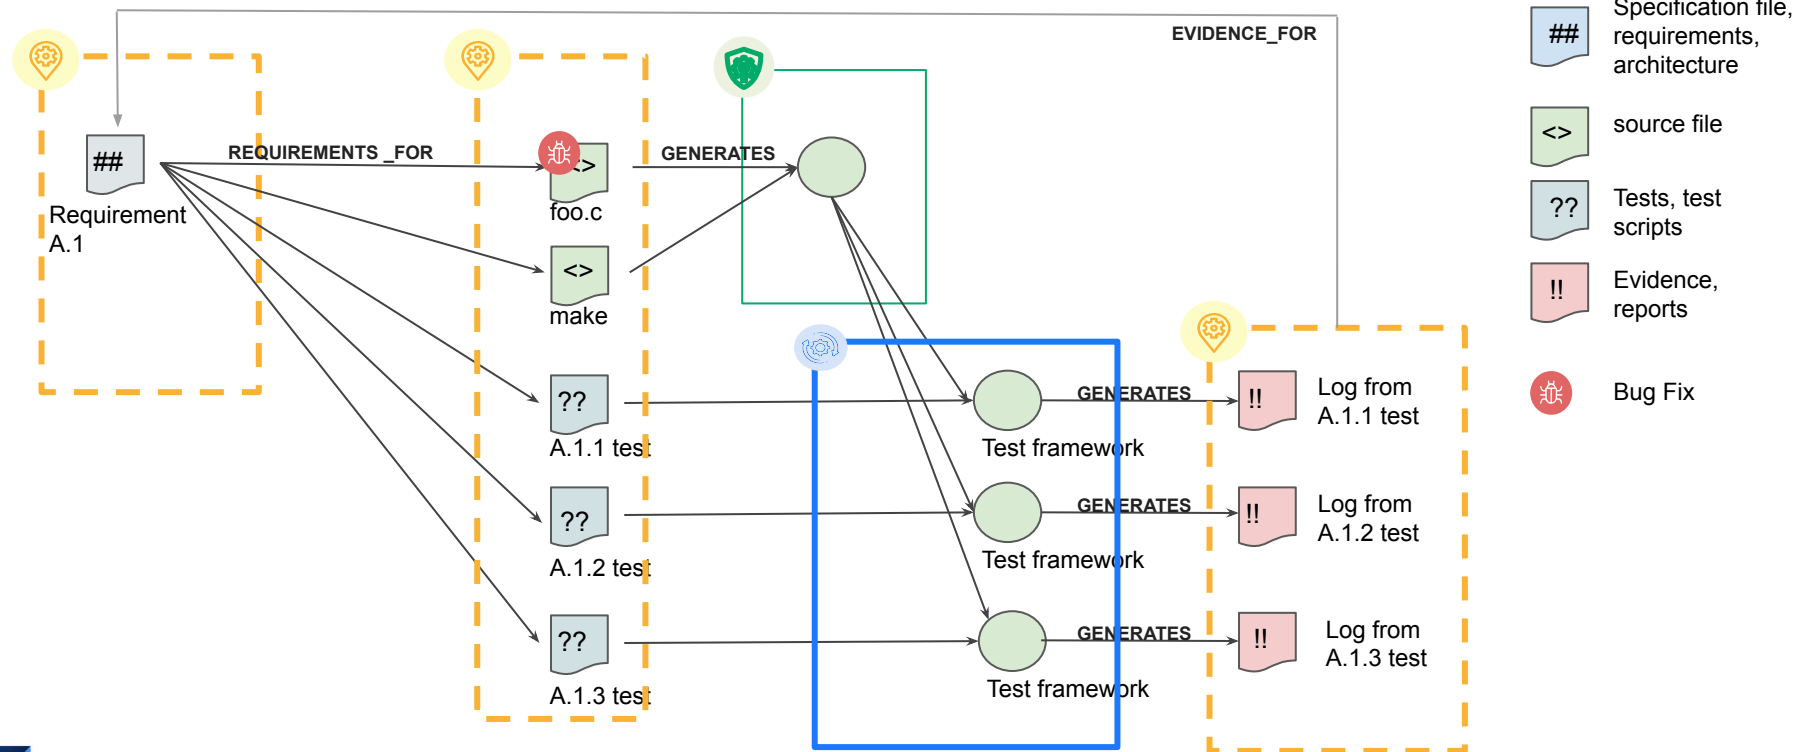 EVIDENCE_FOR
##
Requirement
A.1
REQUIREMENTS _FOR
<>
foo.c
GENERATES
<>
make
??
A.1.1 test
??
A.1.2 test
??
A.1.3 test
Test framework
Test framework
Test framework
GENERATES
GENERATES
GENERATES
!!
Log from
A.1.1 test
!!
Log from
A.1.2 test
!!
Log from
A.1.3 test
##
Specification file,
requirements,
architecture
<>
source file
??
Tests, test
scripts
!!
Evidence,
reports
Bug Fix